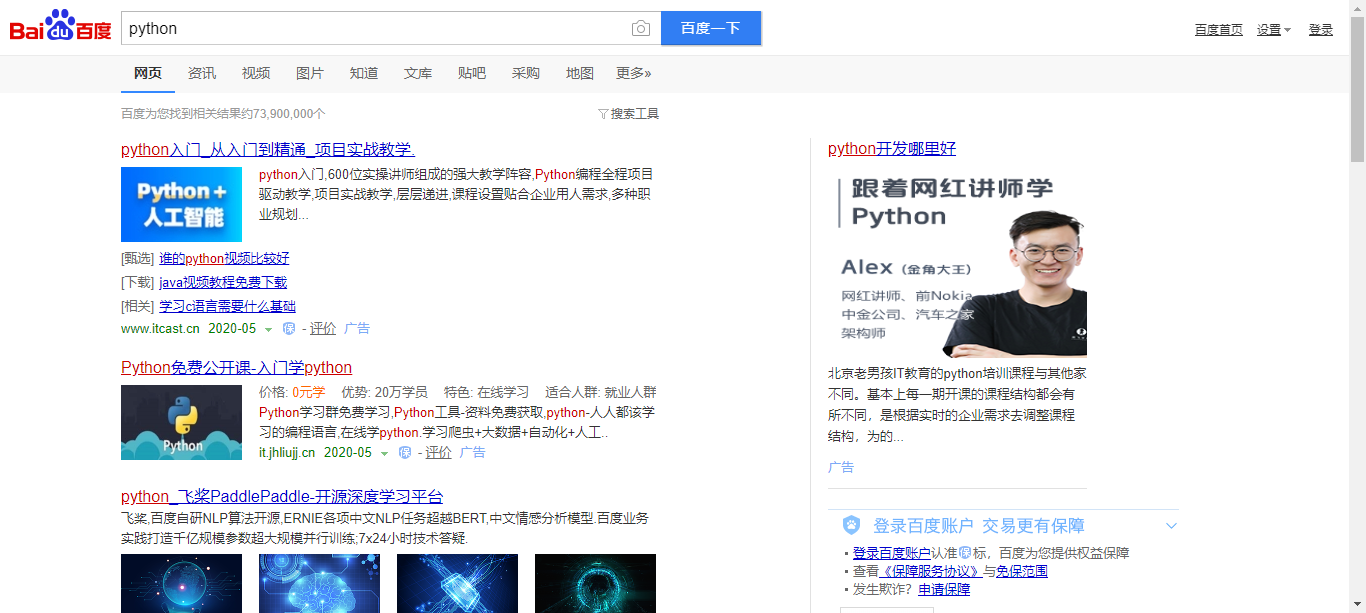 Bai du 百度
python
百度一下
百度首页 设置 登录
网页 资讯 视频 图片 知道 文库 贴吧 采购 地图 更多»
百度为您找到相关结果约73,900,000个
搜索工具
python入门_从入门到精通_项目实战教学.
Python +
人工智能
python入门,600位实操讲师组成的强大教学阵容,Python编程全程项目
驱动教学,项目实战教学,层层递进,课程设置贴合企业用人需求,多种职
业规划...
[甄选] 谁的python视频比较好
[下载] java视频教程免费下载
[相关] 学习c语言需要什么基础
www.itcast.cn 2020-05 保 - 评价 广告
Python免费公开课-入门学python
Python
价格: 0元学 优势: 20万学员 特色: 在线学习 适合人群: 就业人群
Python学习群免费学习,Python工具-资料免费获取,python-人人都该学
习的编程语言,在线学python.学习爬虫+大数据+自动化+人工..
it.jhliujj.cn 2020-05 保 - 评价 广告
python_飞桨PaddlePaddle-开源深度学习平台
飞桨,百度自研NLP算法开源,ERNIE各项中文NLP任务超越BERT,中文情感分析模型.百度业务
实践打造千亿规模参数超大规模并行训练;7x24小时技术答疑.
python开发哪里好
跟着网红讲师学
Python
Alex (金角大王)
网红讲师、前Nokia
中金公司、汽车之家
架构师
北京老男孩IT教育的python培训课程与其他家
不同。基本上每一期开课的课程结构都会有
所不同，是根据实时的企业需求去调整课程
结构，为的...
广告
登录百度账户 交易更有保障
登录百度账户认准保标，百度为您提供权益保障
查看《保障服务协议》与免保范围
发生欺诈？申请保障